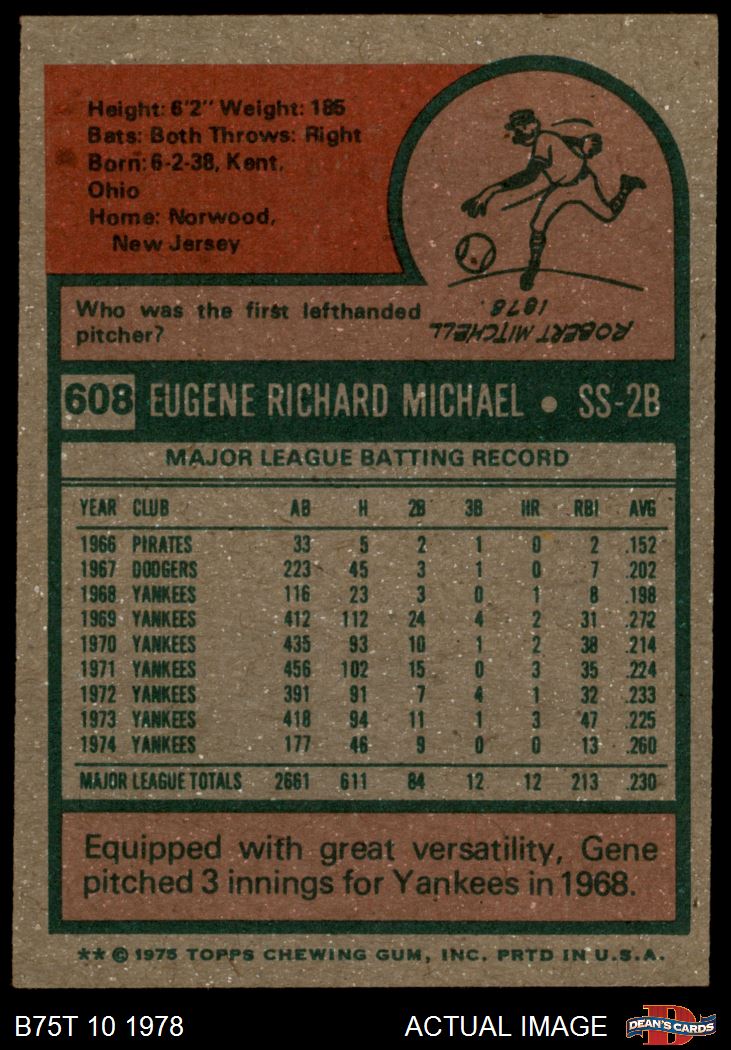 Height: 6'2" Weight: 185
Bats: Both Throws: Right
Born: 6-2-38, Kent,
Ohio
Home: Norwood,
New Jersey
Who was the first lefthanded
pitcher?
ROBERT MITCHELL
1878.
608 EUGENE RICHARD MICHAEL • SS-2B
MAJOR LEAGUE BATTING RECORD
YEAR CLUB AB H 2B 3B HR RBI AVG
1966 PIRATES 33 5 2 1 0 2 .152
1967 DODGERS 223 45 3 1 0 7 .202
1968 YANKEES 116 23 3 0 1 8 .198
1969 YANKEES 412 112 24 4 2 31 .272
1970 YANKEES 435 93 10 1 2 38 .214
1971 YANKEES 456 102 15 0 3 35 .224
1972 YANKEES 391 91 7 4 1 32 .233
1973 YANKEES 418 94 11 1 3 47 .225
1974 YANKEES 177 46 9 0 0 13 .260
MAJOR LEAGUE TOTALS 2661 611 84 12 12 213 .230
Equipped with great versatility, Gene
pitched 3 innings for Yankees in 1968.
** © 1975 TOPPS CHEWING GUM, INC. PRTD IN U.S.A.
B75T 10 1978 ACTUAL IMAGE D DEAN'S CARDS